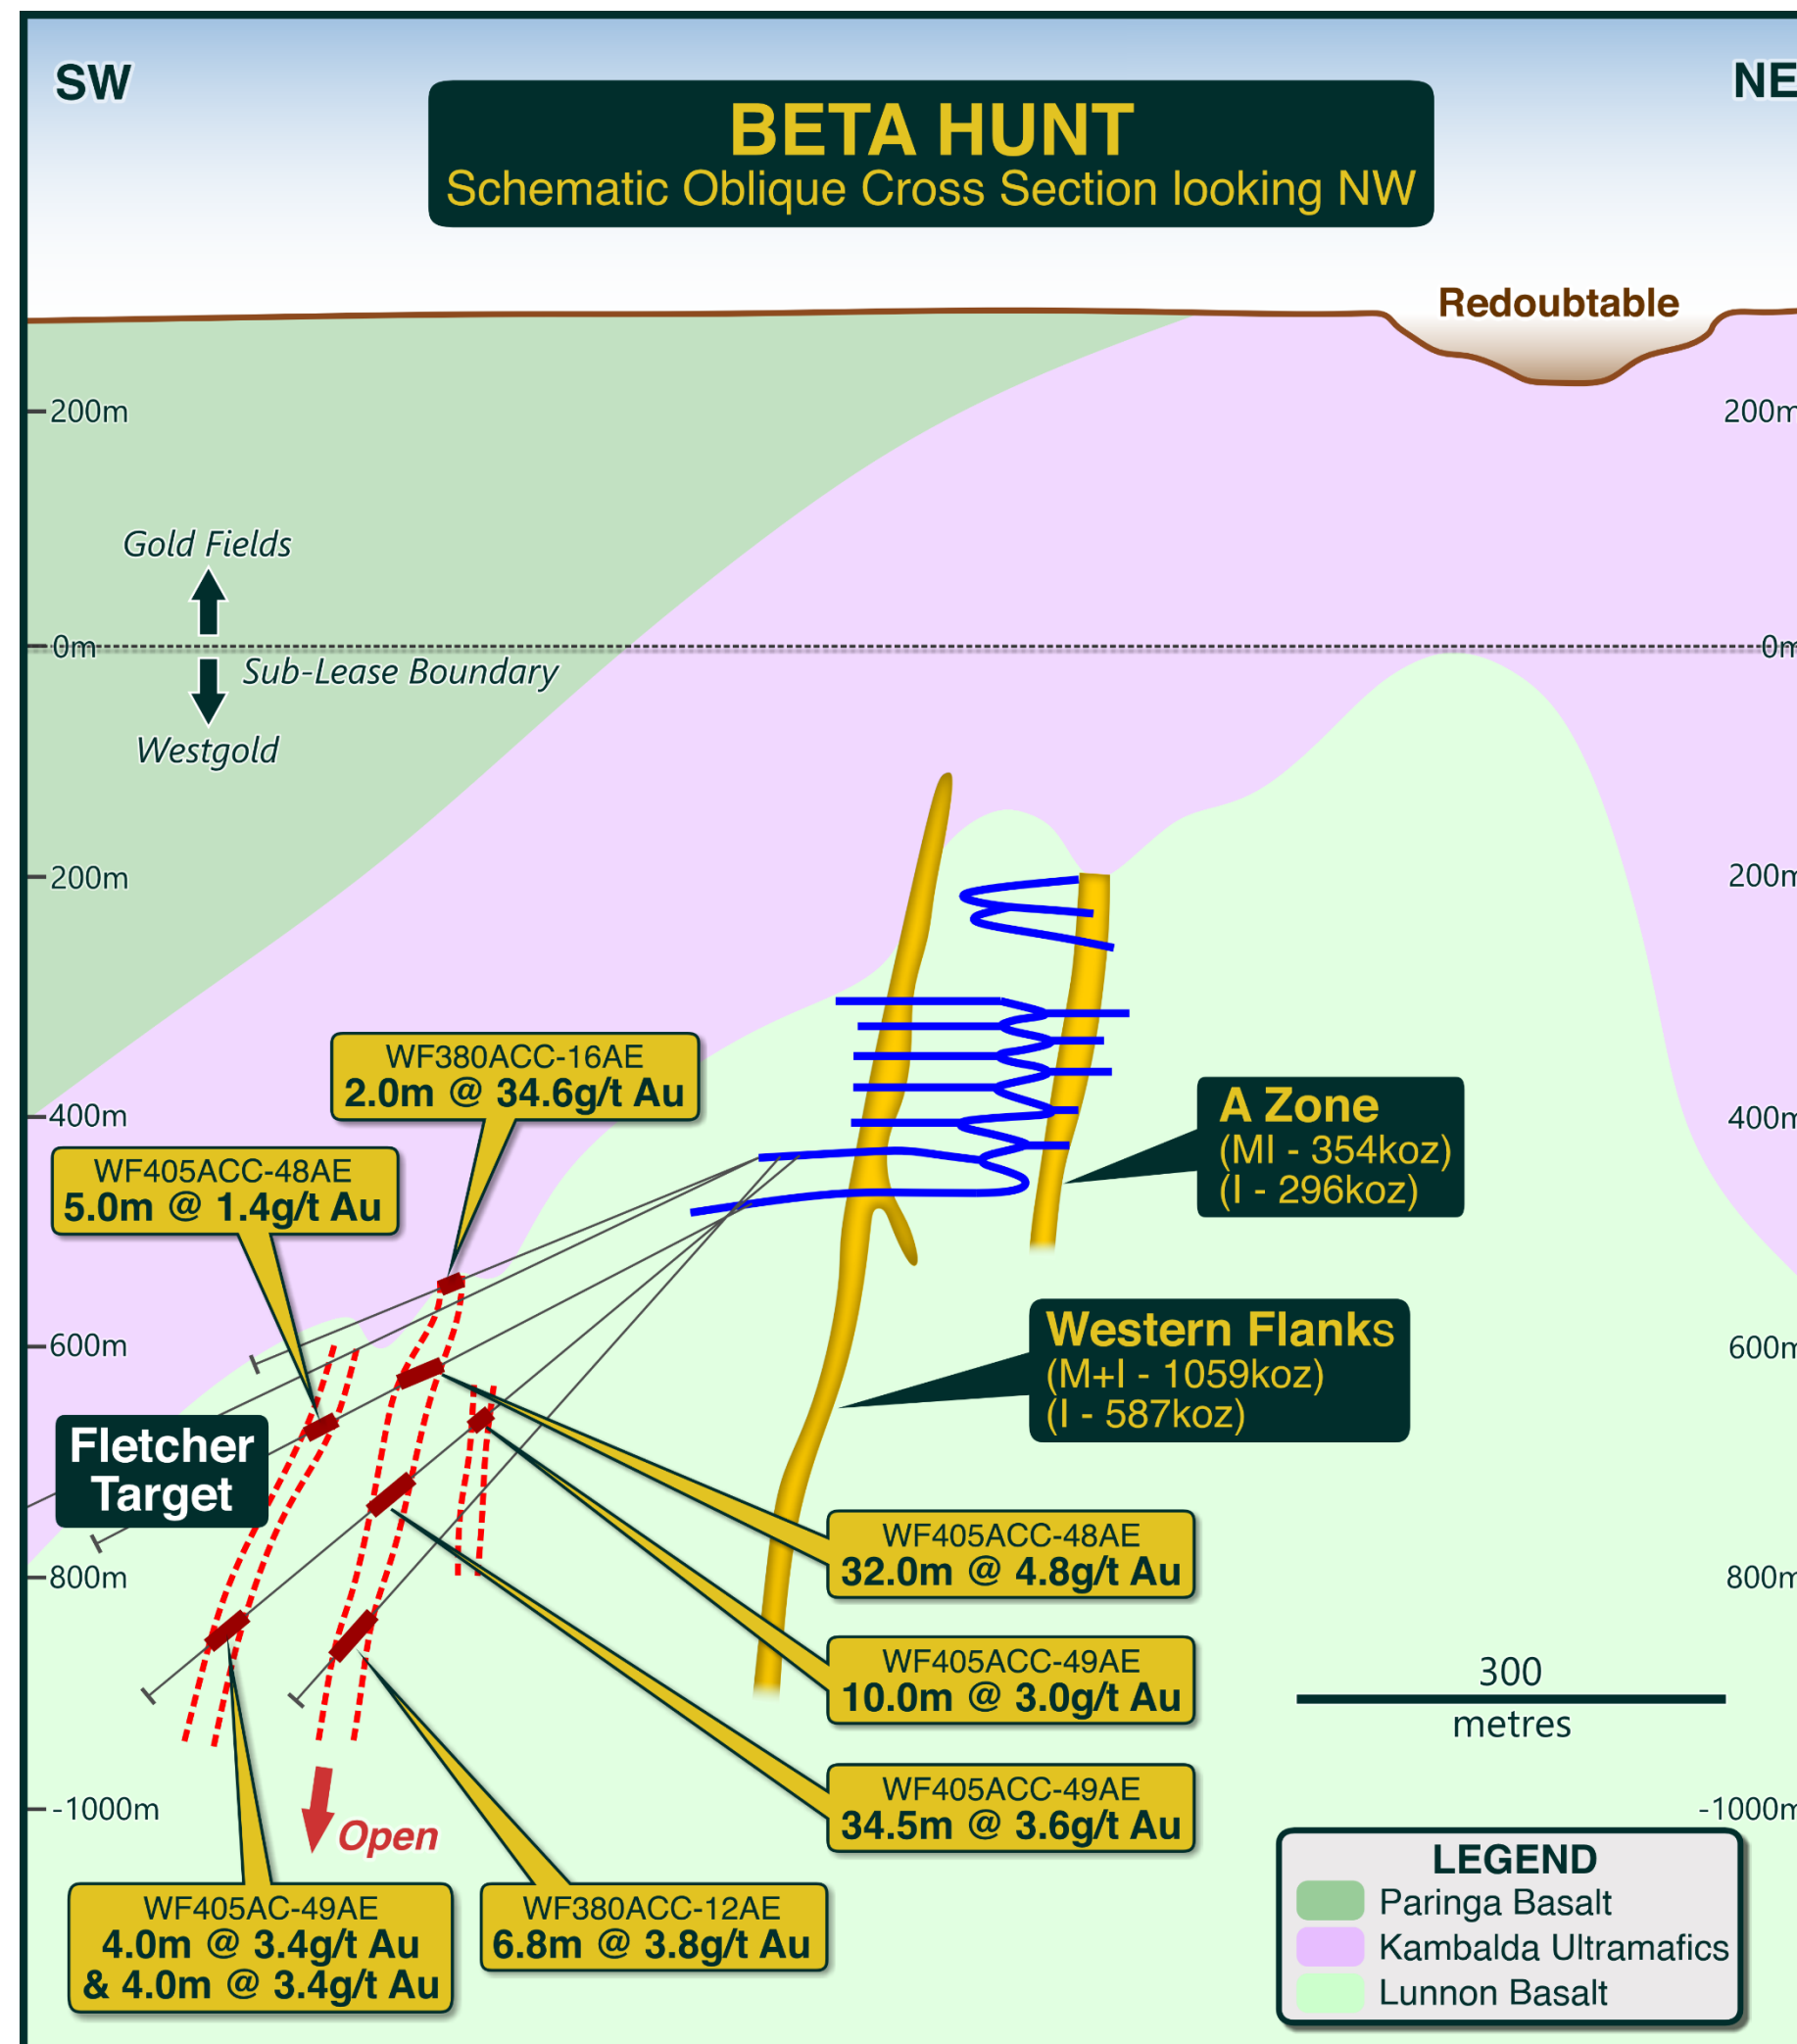 SW
NE
BETA HUNT
Schematic Oblique Cross Section looking NW
Redoubtable
200m
200m
Gold Fields
0m
0m
Sub-Lease Boundary
Westgold
200m
200m
WF380ACC-16AE
2.0m @ 34.6g/t Au
400m
400m
A Zone
(MI - 354koz)
(I - 296koz)
WF405ACC-48AE
5.0m @ 1.4g/t Au
600m
600m
Western Flanks
(M+I - 1059koz)
(I - 587koz)
Fletcher
Target
WF405ACC-48AE
32.0m @ 4.8g/t Au
800m
800m
WF405ACC-49AE
10.0m @ 3.0g/t Au
300
metres
WF405ACC-49AE
34.5m @ 3.6g/t Au
-1000m
-1000m
Open
WF405AC-49AE
4.0m @ 3.4g/t Au
& 4.0m @ 3.4g/t Au
WF380ACC-12AE
6.8m @ 3.8g/t Au
LEGEND
Paringa Basalt
Kambalda Ultramafics
Lunnon Basalt